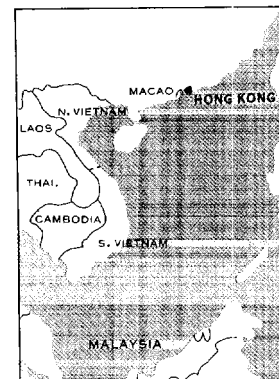 MACAO
HONG KONG
N. VIETNAM
LAOS
THAI.
CAMBODIA
S. VIETNAM
MALAYSIA